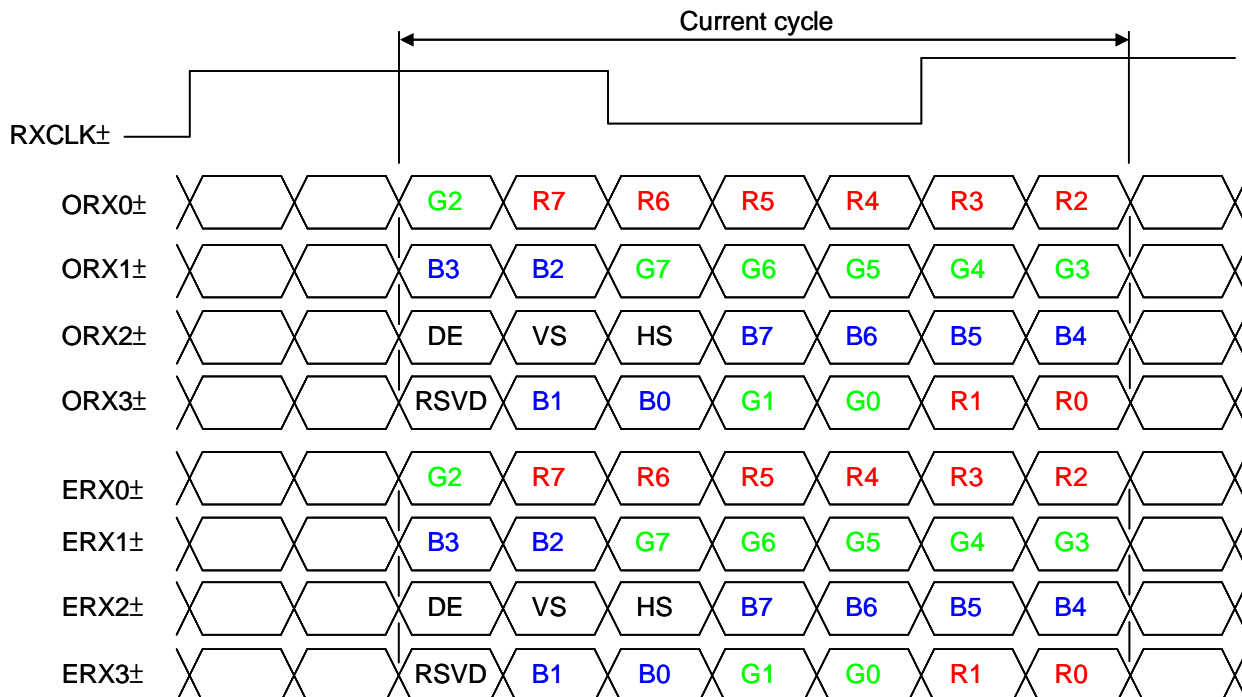 Current cycle
RXCLK±
ORX0± G2 R7 R6 R5 R4 R3 R2
ORX1± B3 B2 G7 G6 G5 G4 G3
ORX2± DE VS HS B7 B6 B5 B4
ORX3± RSVD B1 B0 G1 G0 R1 R0
ERX0± G2 R7 R6 R5 R4 R3 R2
ERX1± B3 B2 G7 G6 G5 G4 G3
ERX2± DE VS HS B7 B6 B5 B4
ERX3± RSVD B1 B0 G1 G0 R1 R0